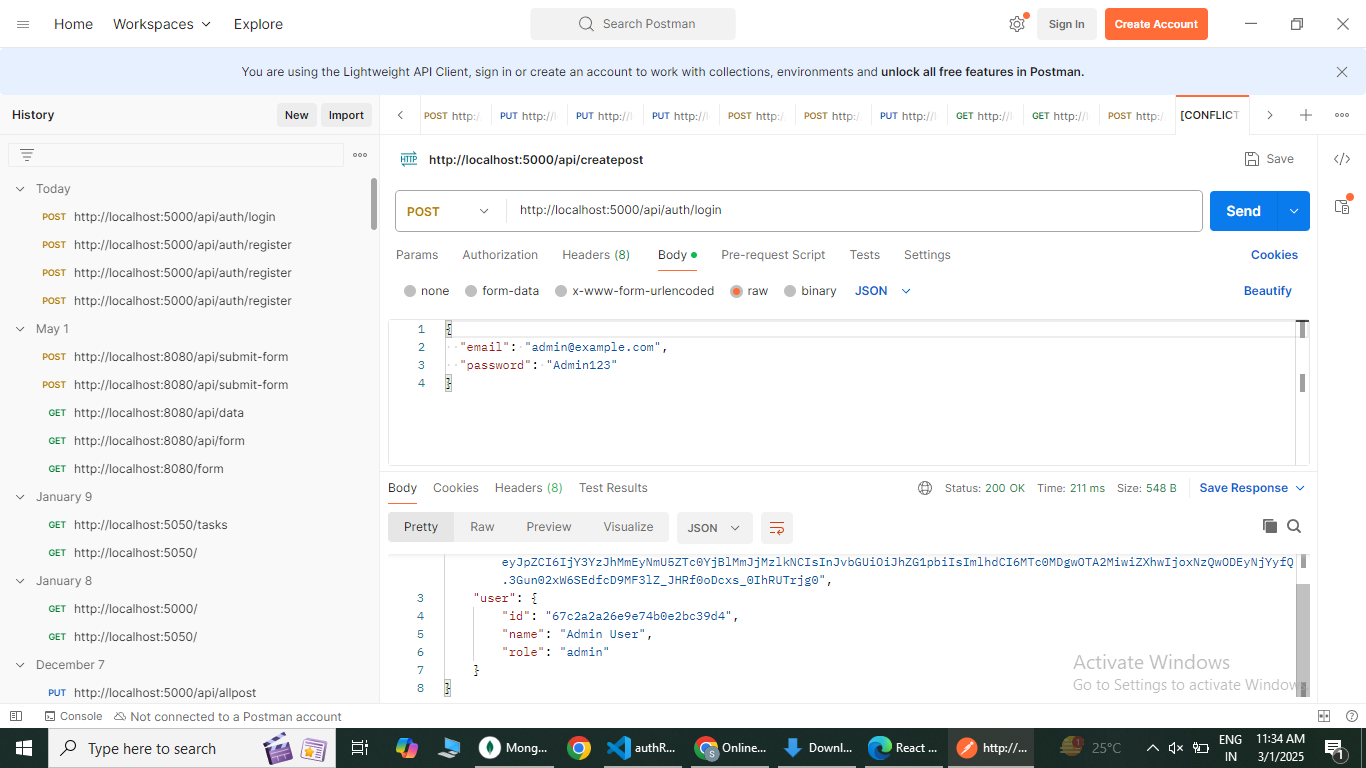 Home Workspaces Explore
Search Postman
Sign In Create Account
You are using the Lightweight API Client, sign in or create an account to work with collections, environments and unlock all free features in Postman.
History
New Import
Today
POST http://localhost:5000/api/auth/login
POST http://localhost:5000/api/auth/register
POST http://localhost:5000/api/auth/register
POST http://localhost:5000/api/auth/register
May 1
POST http://localhost:8080/api/submit-form
POST http://localhost:8080/api/submit-form
GET http://localhost:8080/api/data
GET http://localhost:8080/api/form
GET http://localhost:8080/form
January 9
GET http://localhost:5050/tasks
GET http://localhost:5050/
January 8
GET http://localhost:5000/
GET http://localhost:5050/
December 7
PUT http://localhost:5000/api/allpost
POST http:/ PUT http:// PUT http:// PUT http:// POST http:/ POST http:/ PUT http:// GET http:// GET http:// POST http:/ [CONFLICT
HTTP http://localhost:5000/api/createpost
Save
POST http://localhost:5000/api/auth/login
Send
Params Authorization Headers (8) Body Pre-request Script Tests Settings
Cookies
none form-data x-www-form-urlencoded raw binary JSON
Beautify
1 {
2 "email": "admin@example.com",
3 "password": "Admin123"
4 }
Body Cookies Headers (8) Test Results
Status: 200 OK Time: 211 ms Size: 548 B
Save Response
Pretty Raw Preview Visualize JSON
eyJpZCI6IjY3YzJhMmEyNmU5ZTc0YjBlMmJjMzlkNCIsInJvbGUiOiJhZG1pbiIsImlhdCI6MTc0MDgwOTA2MiwiZXhwIjoxNzQwODEyNjYyfQ
.3Gun02xW6SEdfcD9MF3lZ_JHRf0oDcxs_0IhRUTrjg0",
3 "user": {
4 "id": "67c2a2a26e9e74b0e2bc39d4",
5 "name": "Admin User",
6 "role": "admin"
7 }
8 }
Activate Windows
Go to Settings to activate Windows.
Console Not connected to a Postman account
Type here to search
Mong... authR... Online... Downl... React ... http://...
25°C
ENG
IN
11:34 AM
3/1/2025
1